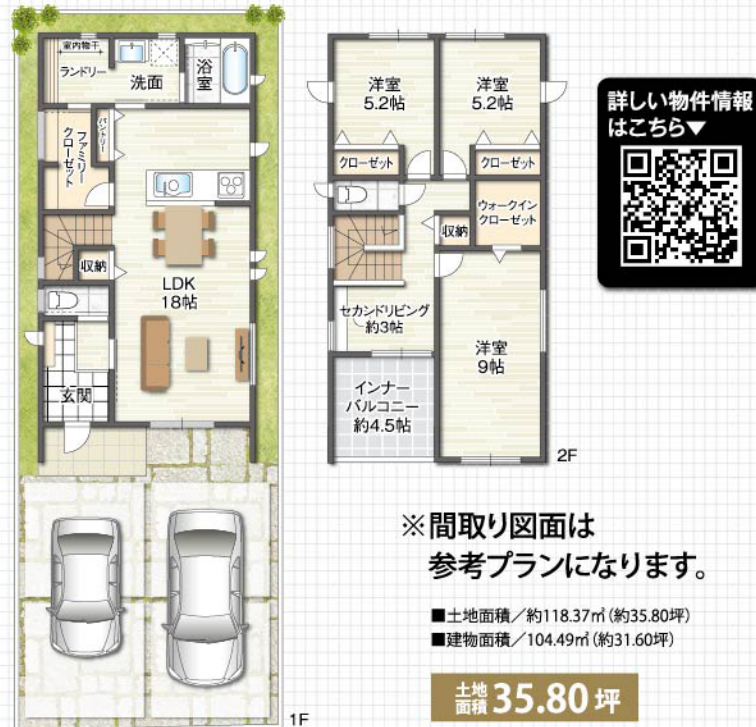 室内物干
ランドリー
洗面
浴室
ファミリー
クローゼット
パントリー
収納
LDK
18帖
玄関
1F
洋室
5.2帖
洋室
5.2帖
クローゼット
クローゼット
ウォークイン
クローゼット
収納
セカンドリビング
約3帖
洋室
9帖
インナー
バルコニー
約4.5帖
2F
詳しい物件情報
はこちら▼
※間取り図面は
参考プランになります。
■土地面積／約118.37㎡（約35.80坪）
■建物面積／104.49㎡（約31.60坪）
土地
面積 35.80坪